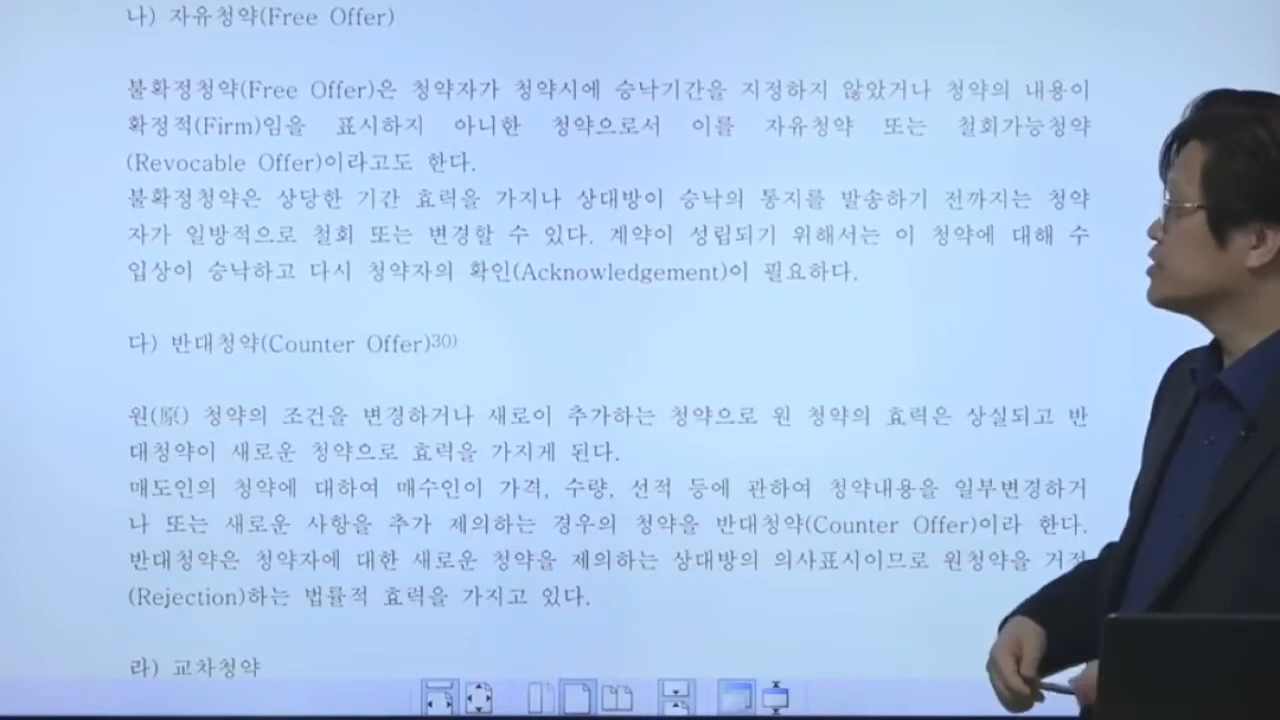 나) 자유청약(Free Offer)
불확정청약(Free Offer)은 청약자가 청약시에 승낙기간을 지정하지 않았거나 청약의 내용이
확정적(Firm)임을 표시하지 아니한 청약으로서 이를 자유청약 또는 철회가능청약
(Revocable Offer)이라고도 한다.
불확정청약은 상당한 기간 효력을 가지나 상대방이 승낙의 통지를 발송하기 전까지는 청약
자가 일방적으로 철회 또는 변경할 수 있다. 계약이 성립되기 위해서는 이 청약에 대해 수
입상이 승낙하고 다시 청약자의 확인(Acknowledgement)이 필요하다.
다) 반대청약(Counter Offer)30)
원(原) 청약의 조건을 변경하거나 새로이 추가하는 청약으로 원 청약의 효력은 상실되고 반
대청약이 새로운 청약으로 효력을 가지게 된다.
매도인의 청약에 대하여 매수인이 가격, 수량, 선적 등에 관하여 청약내용을 일부변경하거
나 또는 새로운 사항을 추가 제의하는 경우의 청약을 반대청약(Counter Offer)이라 한다.
반대청약은 청약자에 대한 새로운 청약을 제의하는 상대방의 의사표시이므로 원청약을 거절
(Rejection)하는 법률적 효력을 가지고 있다.
라) 교차청약